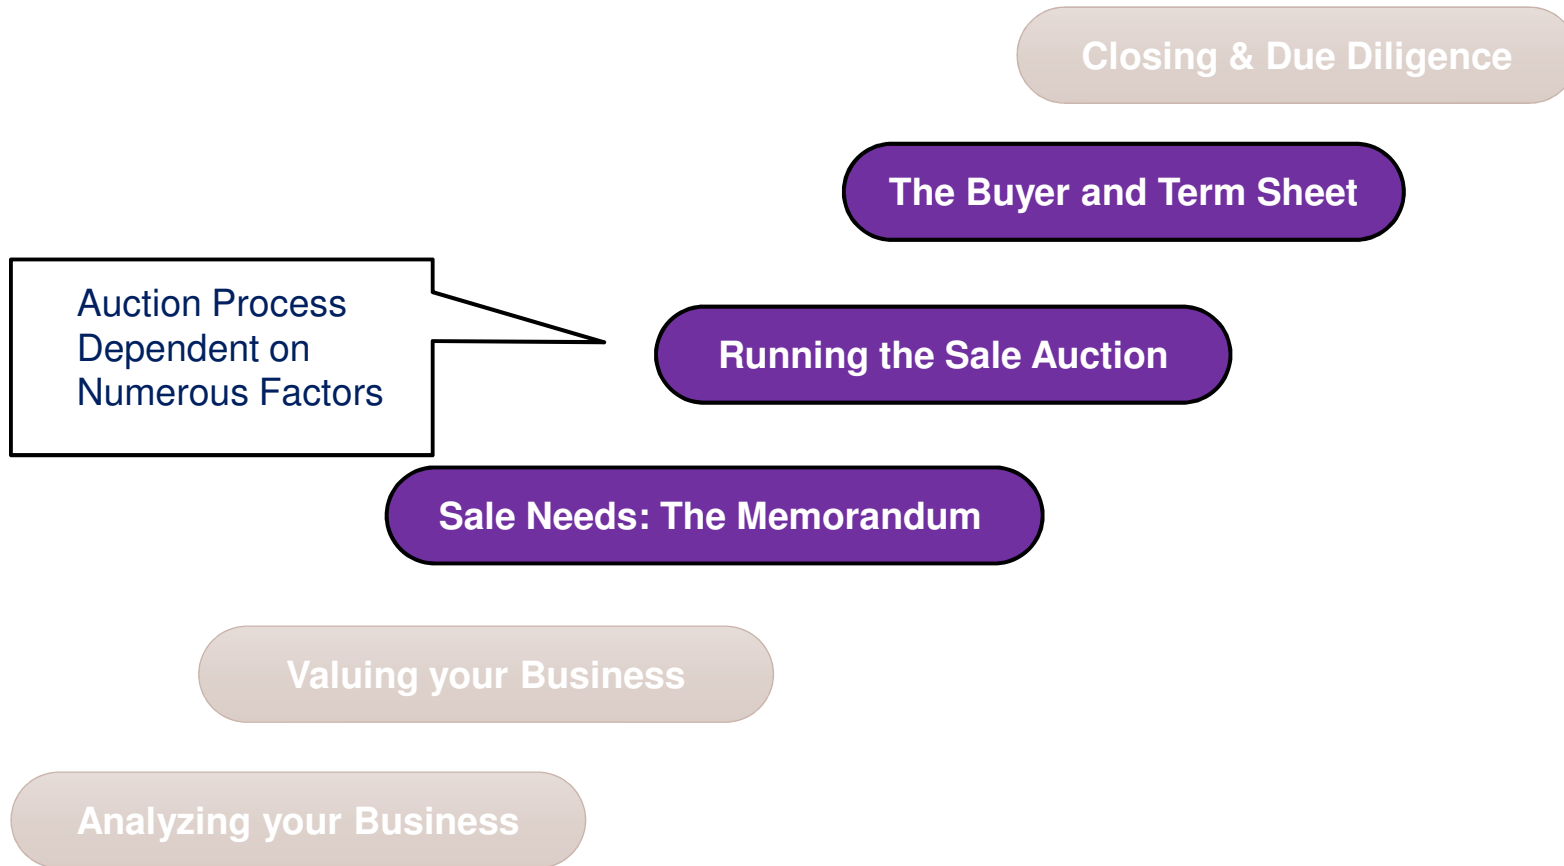 Closing & Due Diligence
The Buyer and Term Sheet
Auction Process
Dependent on
Numerous Factors
Running the Sale Auction
Sale Needs: The Memorandum
Valuing your Business
Analyzing your Business